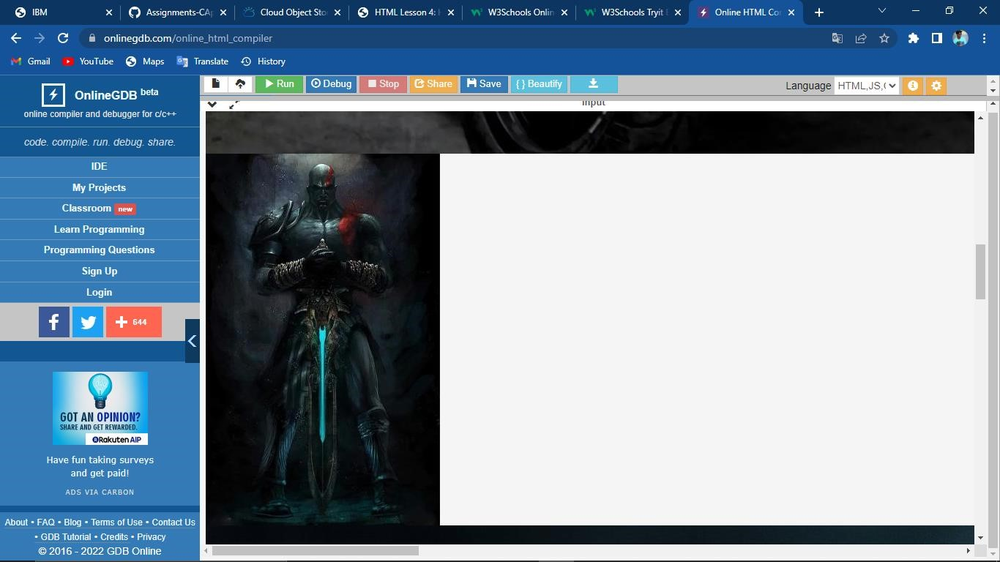 IBM
Assignments-CAp
Cloud Object Sto
HTML Lesson 4: H
W3Schools Onlin
W3Schools Tryit E
Online HTML Com
onlinegdb.com/online_html_compiler
Gmail
YouTube
Maps
Translate
History
OnlineGDB beta
online compiler and debugger for c/c++
code. compile. run. debug. share.
IDE
My Projects
Classroom new
Learn Programming
Programming Questions
Sign Up
Login
644
GOT AN OPINION?
SHARE AND GET REWARDED.
Rakuten AIP
Have fun taking surveys
and get paid!
ADS VIA CARBON
About • FAQ • Blog • Terms of Use • Contact Us
• GDB Tutorial • Credits • Privacy
© 2016 - 2022 GDB Online
Run
Debug
Stop
Share
Save
{ } Beautify
Language
HTML,JS,C
input